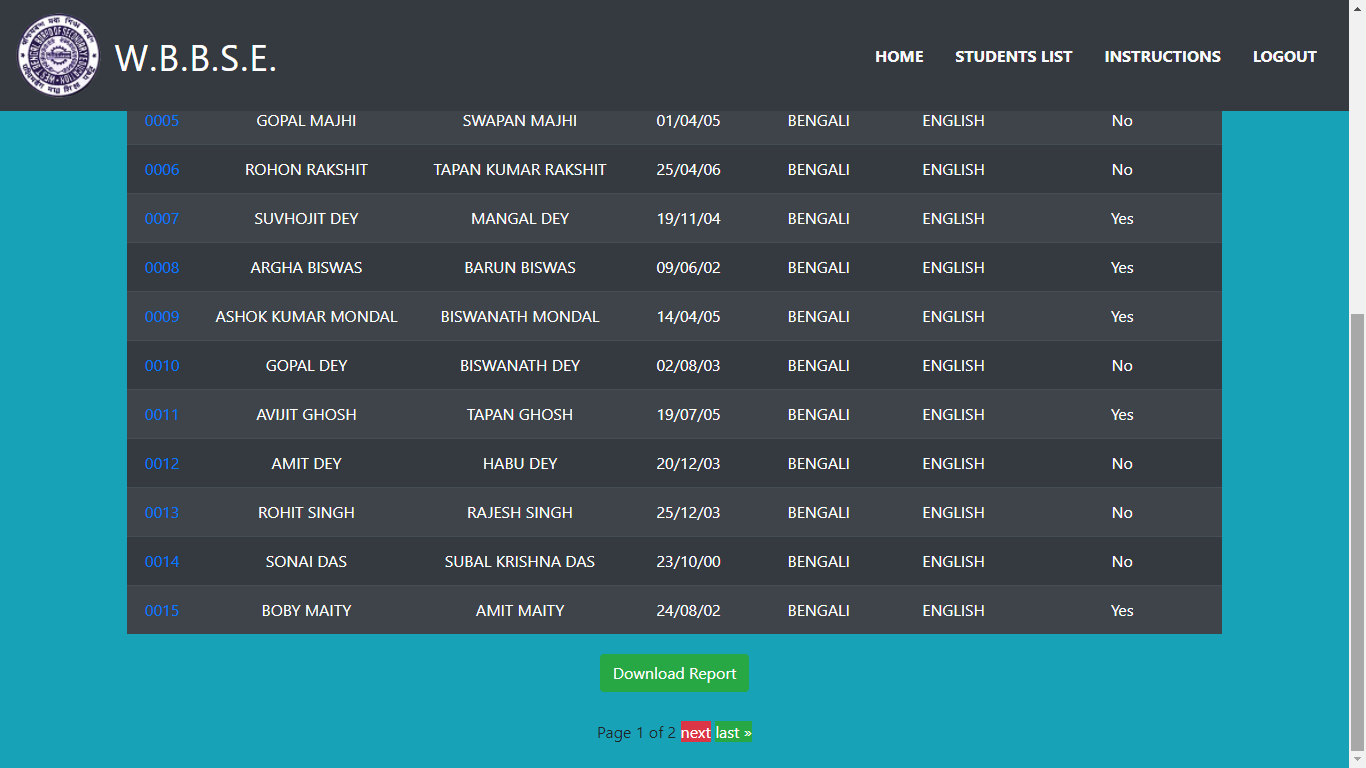 W.B.B.S.E. HOME STUDENTS LIST INSTRUCTIONS LOGOUT
0005 GOPAL MAJHI SWAPAN MAJHI 01/04/05 BENGALI ENGLISH No
0006 ROHON RAKSHIT TAPAN KUMAR RAKSHIT 25/04/06 BENGALI ENGLISH No
0007 SUVHOJIT DEY MANGAL DEY 19/11/04 BENGALI ENGLISH Yes
0008 ARGHA BISWAS BARUN BISWAS 09/06/02 BENGALI ENGLISH Yes
0009 ASHOK KUMAR MONDAL BISWANATH MONDAL 14/04/05 BENGALI ENGLISH Yes
0010 GOPAL DEY BISWANATH DEY 02/08/03 BENGALI ENGLISH No
0011 AVIJIT GHOSH TAPAN GHOSH 19/07/05 BENGALI ENGLISH Yes
0012 AMIT DEY HABU DEY 20/12/03 BENGALI ENGLISH No
0013 ROHIT SINGH RAJESH SINGH 25/12/03 BENGALI ENGLISH No
0014 SONAI DAS SUBAL KRISHNA DAS 23/10/00 BENGALI ENGLISH No
0015 BOBY MAITY AMIT MAITY 24/08/02 BENGALI ENGLISH Yes
Download Report
Page 1 of 2 next last »